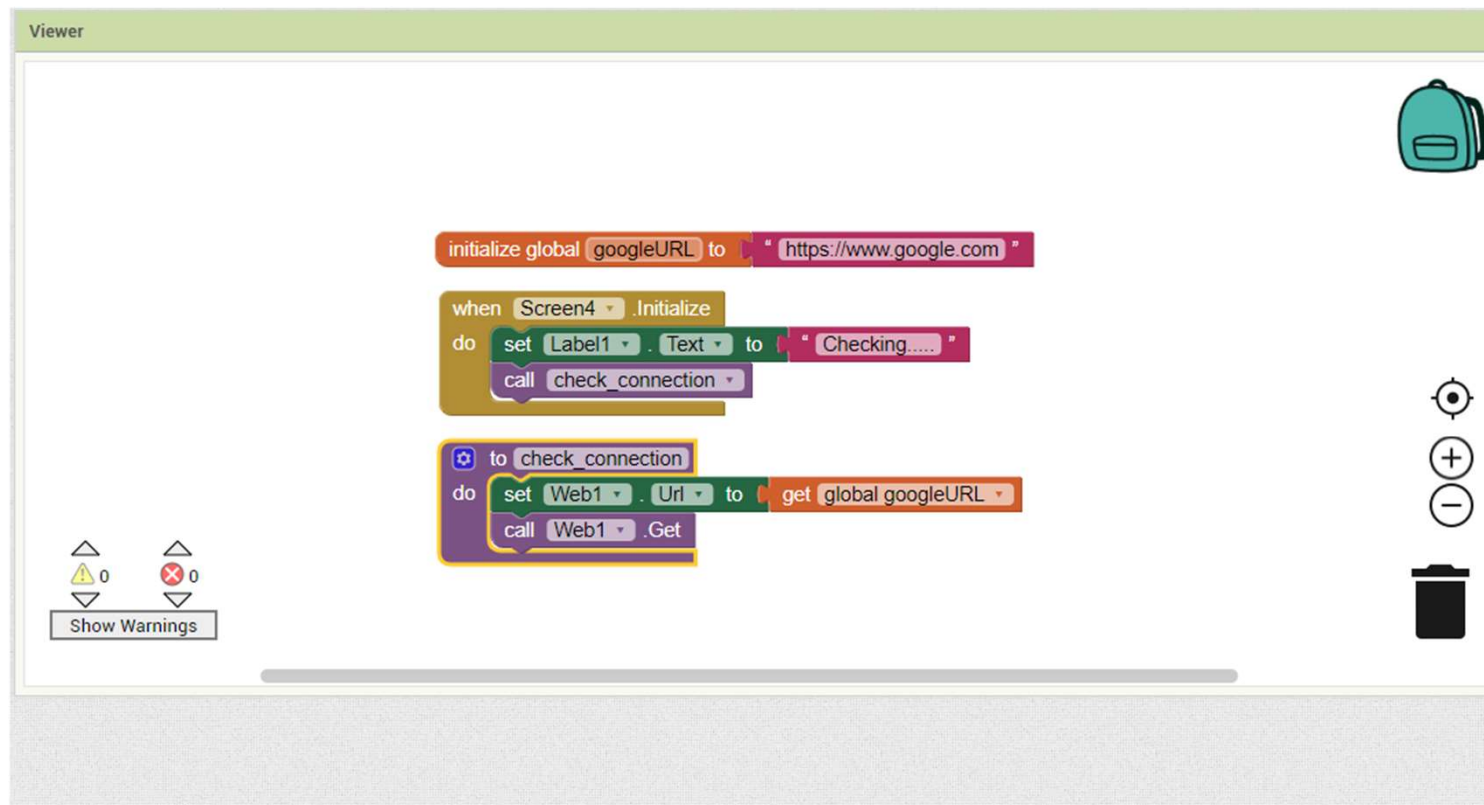 Viewer
initialize global googleURL to " https://www.google.com "
when Screen4 .Initialize
do set Label1 . Text to " Checking..... "
call check_connection
to check_connection
do set Web1 . Url to get global googleURL
call Web1 .Get
0 0
Show Warnings